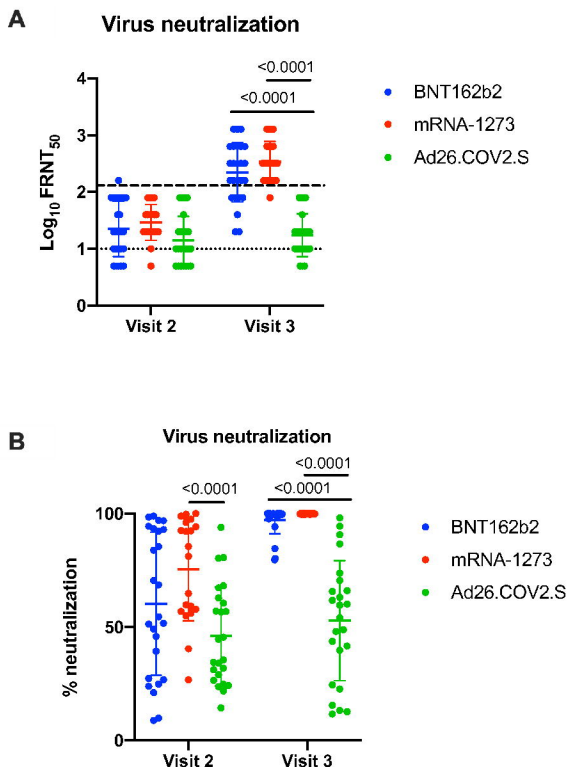 A
Virus neutralization
<0.0001
<0.0001
4
3
2
1
0
Log10 FRNT50
Visit 2
Visit 3
BNT162b2
mRNA-1273
Ad26.COV2.S
B
Virus neutralization
<0.0001
<0.0001
<0.0001
100
50
0
% neutralization
Visit 2
Visit 3
BNT162b2
mRNA-1273
Ad26.COV2.S